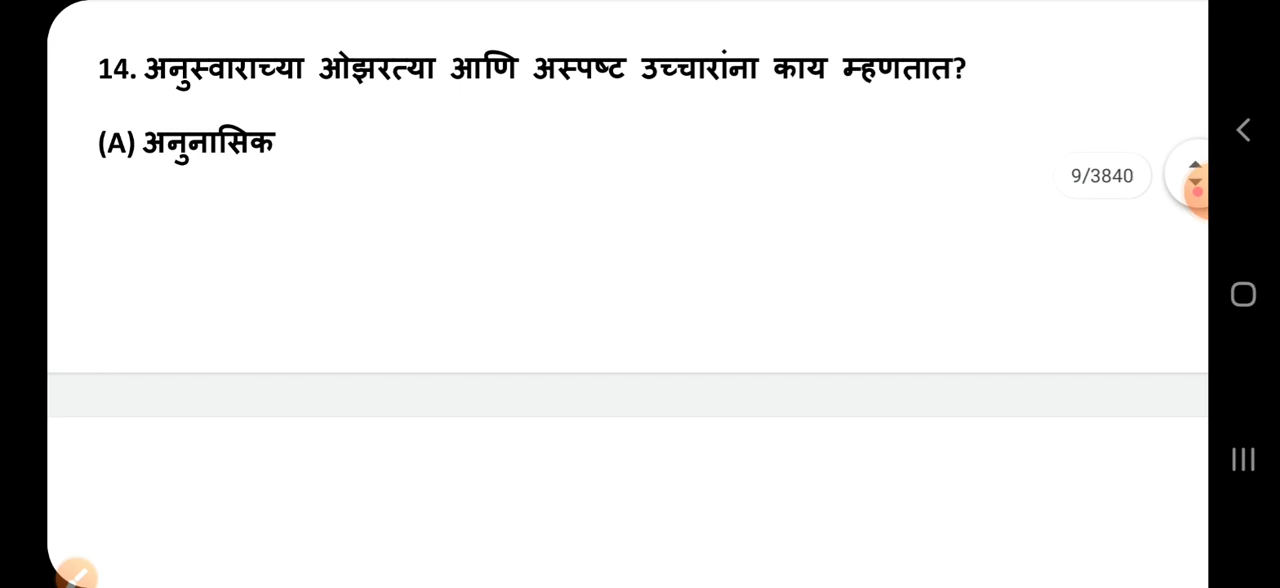 14. अनुस्वाराच्या ओझरत्या आणि अस्पष्ट उच्चारांना काय म्हणतात?
(A) अनुनासिक
9/3840